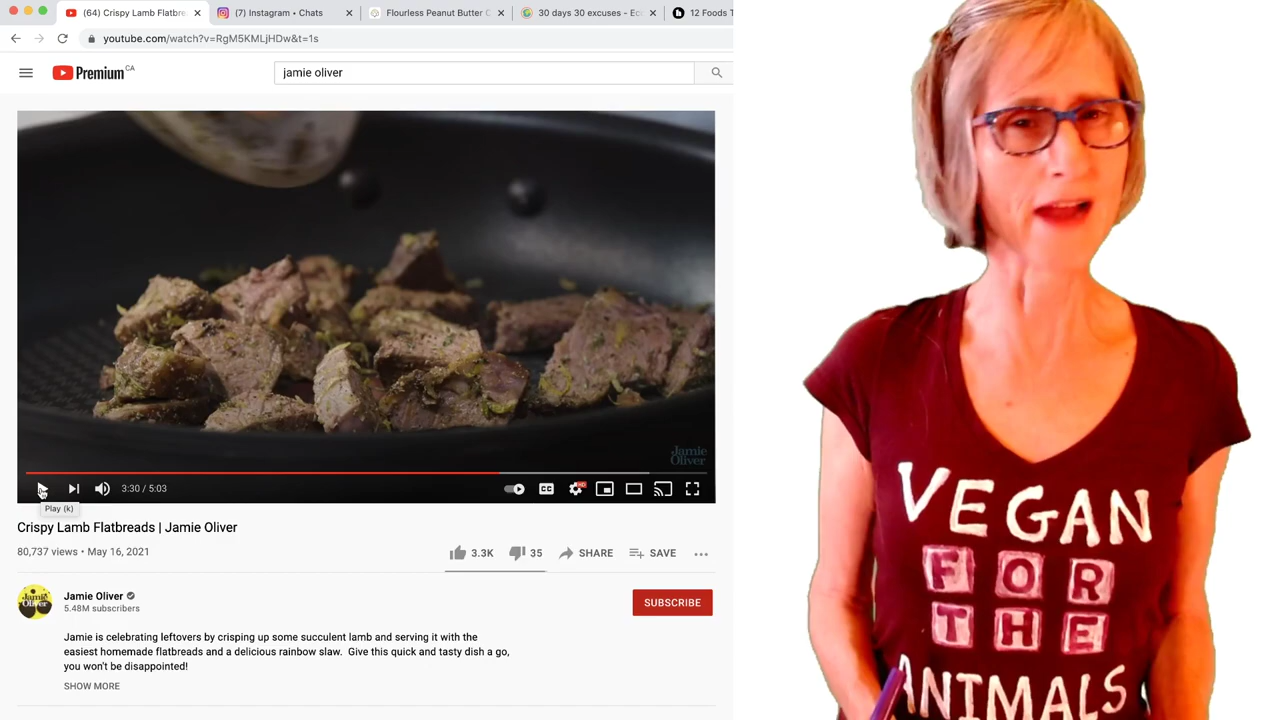 (64) Crispy Lamb Flatbre
(7) Instagram • Chats
Flourless Peanut Butter C
30 days 30 excuses - Ec
12 Foods T
youtube.com/watch?v=RgM5KMLjHDw&t=1s
Premium CA
jamie oliver
Jamie
Oliver
3:30 / 5:03
CC
HD
Play (k)
Crispy Lamb Flatbreads | Jamie Oliver
80,737 views • May 16, 2021
3.3K
35
SHARE
SAVE
Jamie Oliver
Jamie Oliver
5.48M subscribers
SUBSCRIBE
Jamie is celebrating leftovers by crisping up some succulent lamb and serving it with the
easiest homemade flatbreads and a delicious rainbow slaw.  Give this quick and tasty dish a go,
you won't be disappointed!
SHOW MORE
VEGAN
FOR
THE
ANIMALS